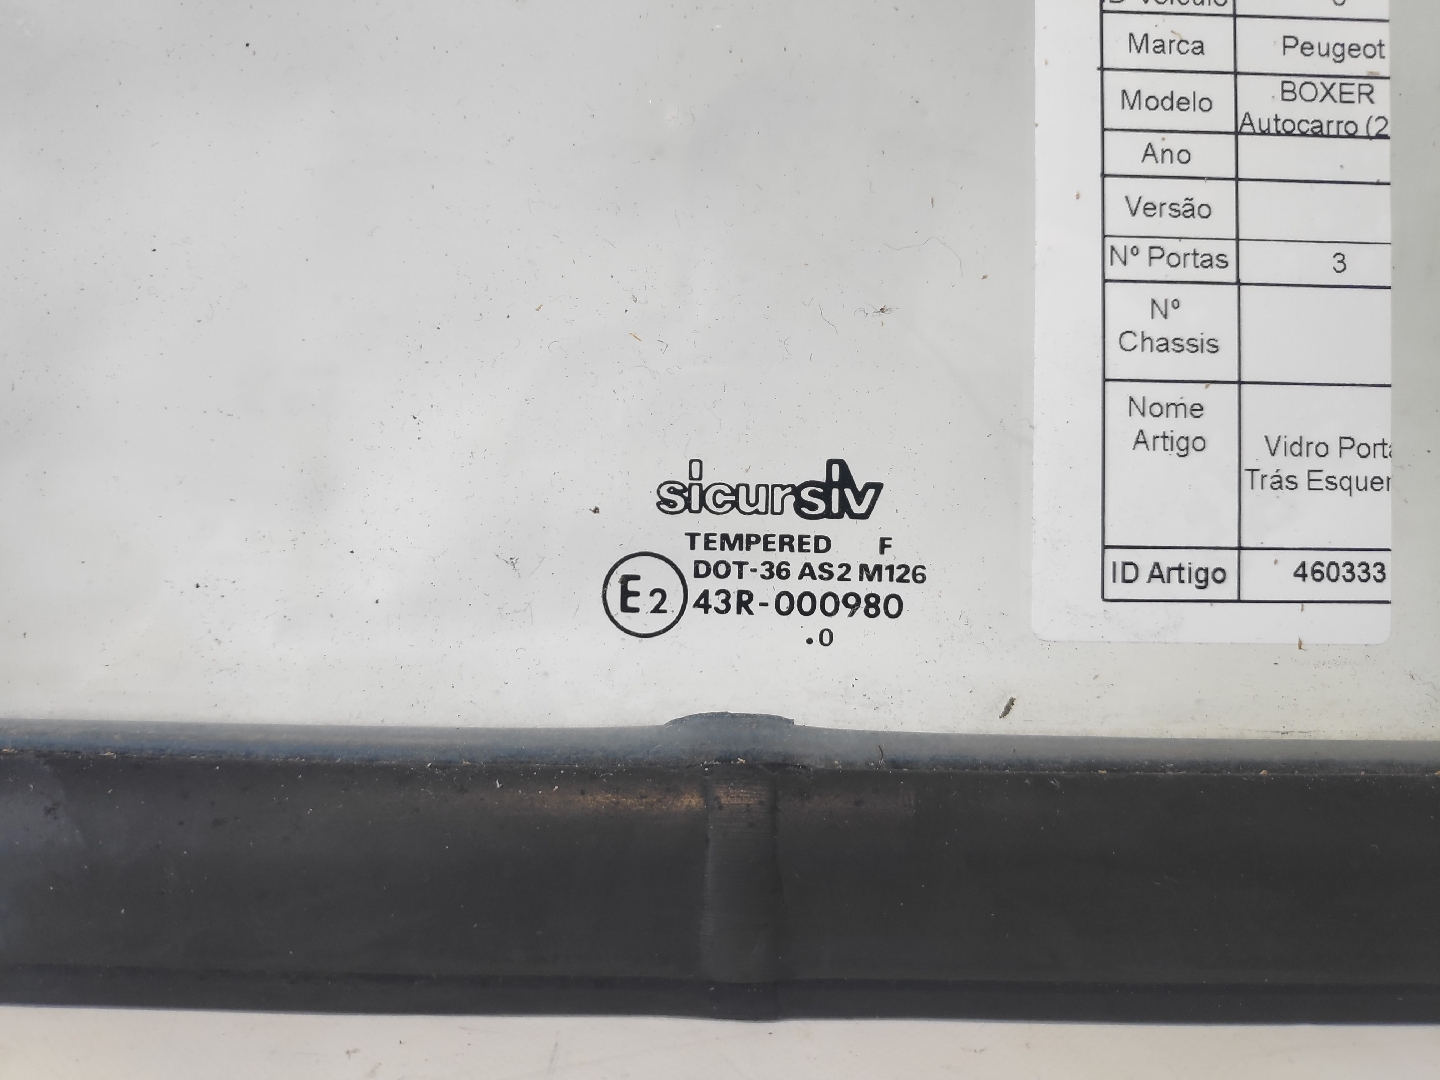 Marca Peugeot
Modelo BOXER
Autocarro (2
Ano
Versão
Nº Portas 3
Nº
Chassis
Nome
Artigo
Vidro Port
Trás Esquer
ID Artigo 460333
sicursiv
TEMPERED F
DOT-36 AS2 M126
E2 43R-000980
.0